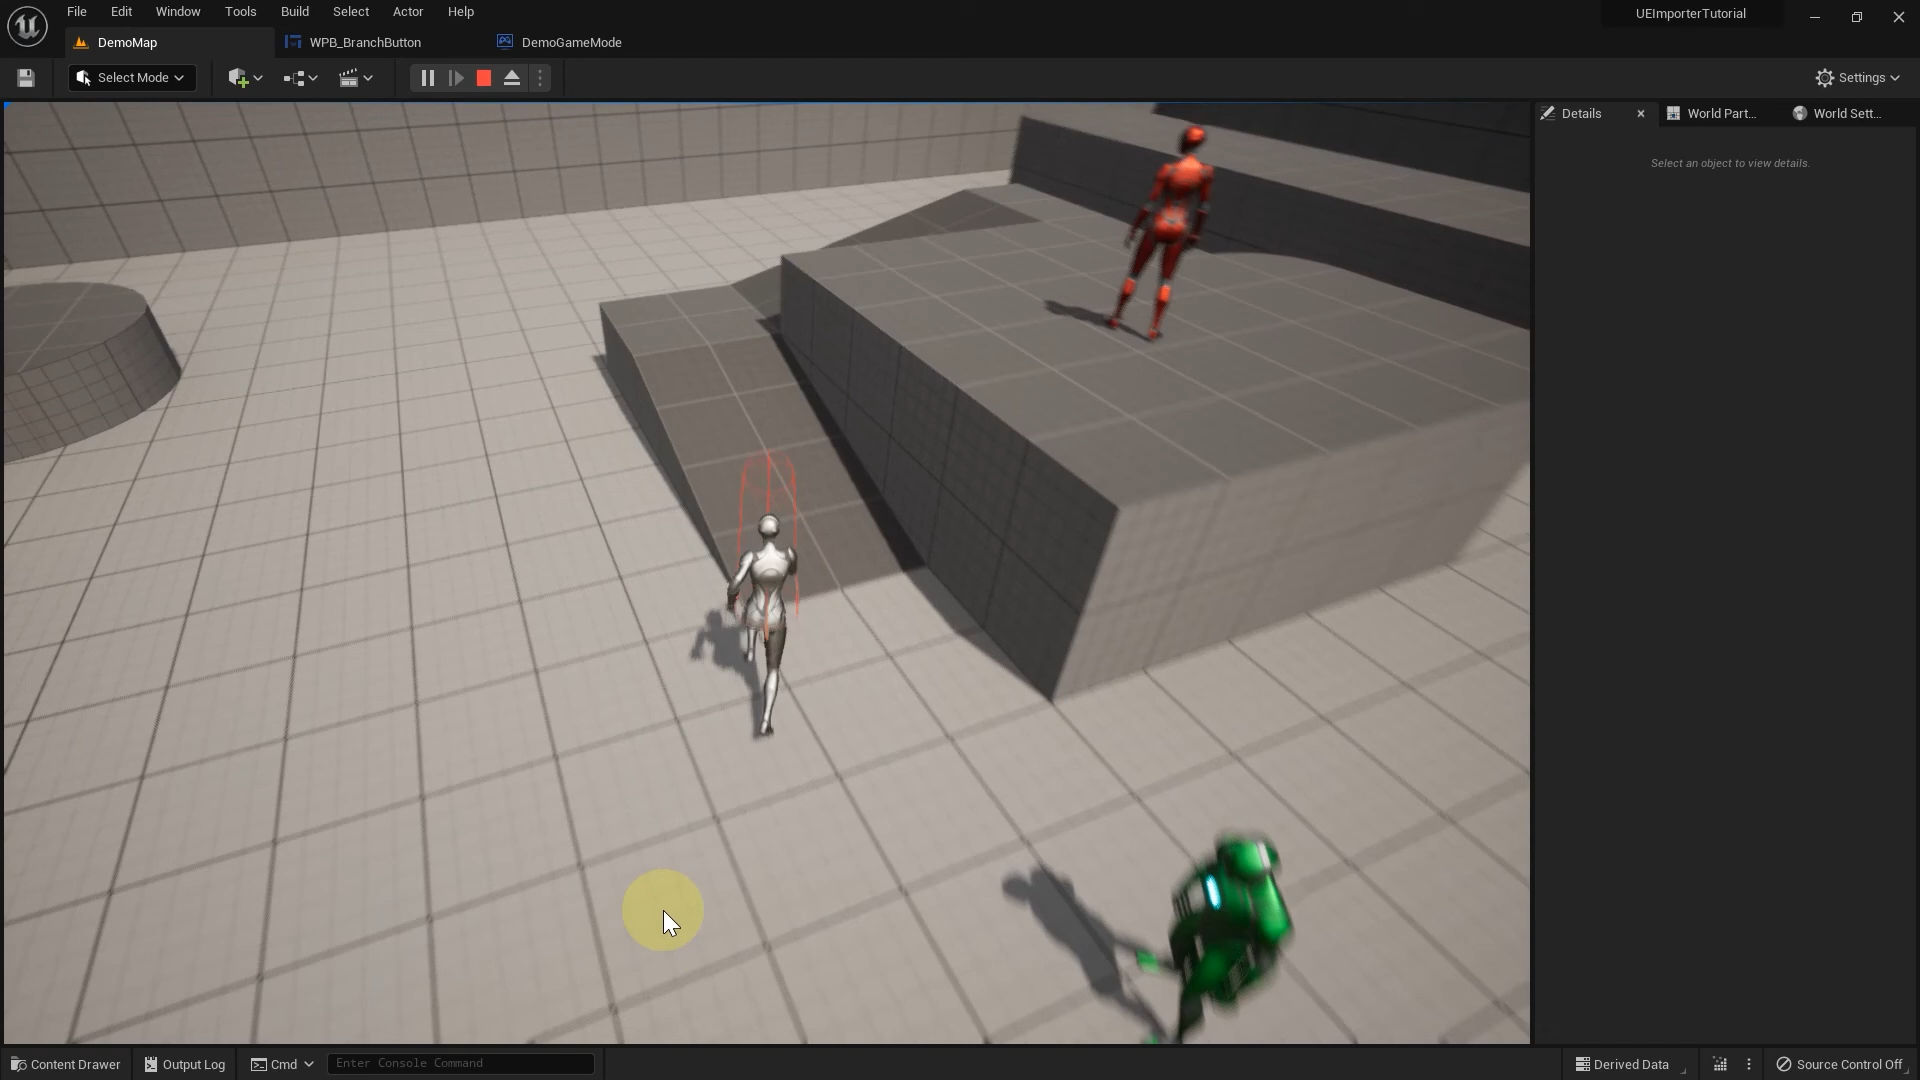 File Edit Window Tools Build Select Actor Help
UEImporterTutorial
DemoMap
WPB_BranchButton
DemoGameMode
Select Mode
Settings
Details
World Part...
World Sett...
Select an object to view details.
Content Drawer
Output Log
Cmd
Enter Console Command
Derived Data
Source Control Off